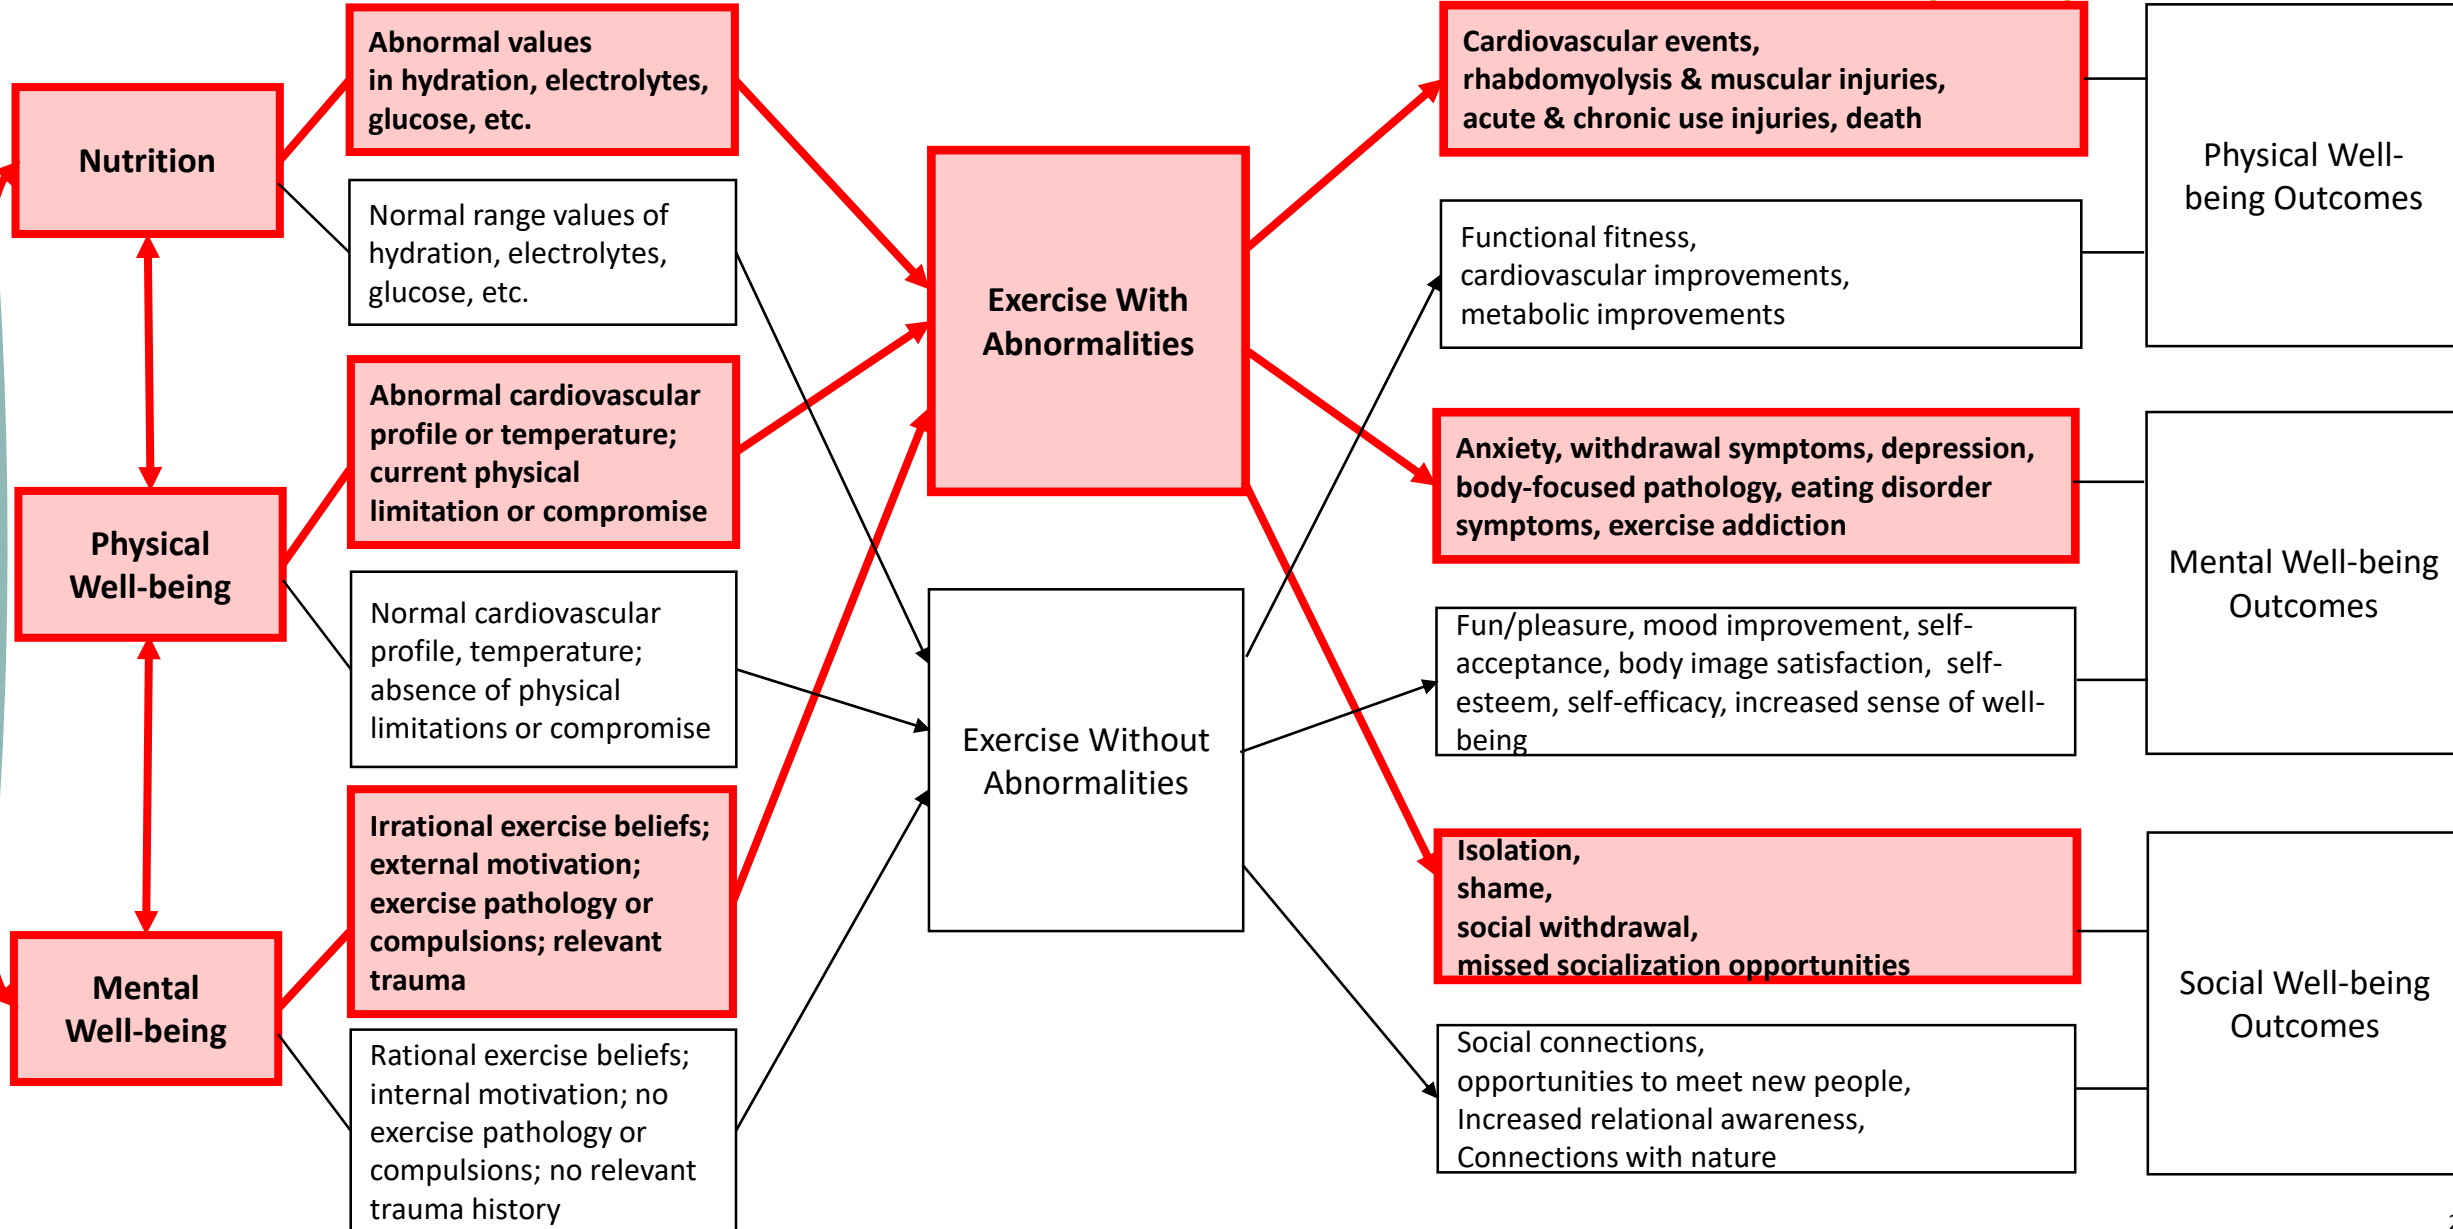 Nutrition
Physical
Well-being
Mental
Well-being
Abnormal values
in hydration, electrolytes,
glucose, etc.
Normal range values of
hydration, electrolytes,
glucose, etc.
Abnormal cardiovascular
profile or temperature;
current physical
limitation or compromise
Normal cardiovascular
profile, temperature;
absence of physical
limitations or compromise
Irrational exercise beliefs;
external motivation;
exercise pathology or
compulsions; relevant
trauma
Rational exercise beliefs;
internal motivation; no
exercise pathology or
compulsions; no relevant
trauma history
Exercise With
Abnormalities
Exercise Without
Abnormalities
Cardiovascular events,
rhabdomyolysis & muscular injuries,
acute & chronic use injuries, death
Functional fitness,
cardiovascular improvements,
metabolic improvements
Anxiety, withdrawal symptoms, depression,
body-focused pathology, eating disorder
symptoms, exercise addiction
Fun/pleasure, mood improvement, self-
acceptance, body image satisfaction,  self-
esteem, self-efficacy, increased sense of well-
being
Isolation,
shame,
social withdrawal,
missed socialization opportunities
Social connections,
opportunities to meet new people,
Increased relational awareness,
Connections with nature
Physical Well-
being Outcomes
Mental Well-being
Outcomes
Social Well-being
Outcomes